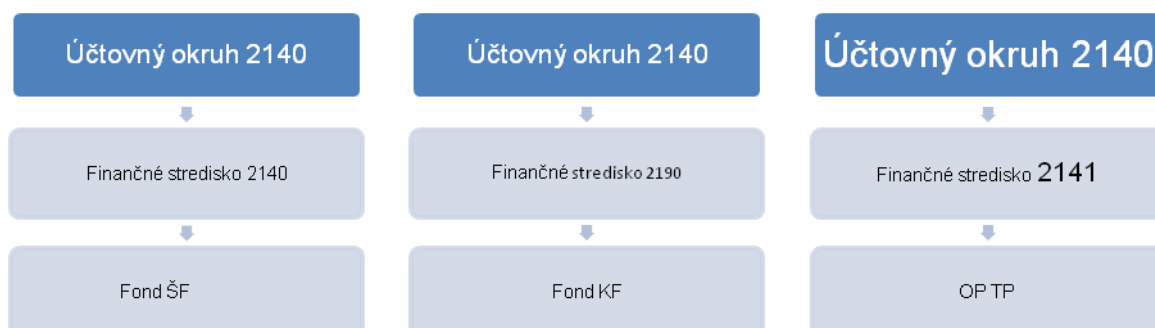 Účtovný okruh 2140
Účtovný okruh 2140
Účtovný okruh 2140
Finančné stredisko 2140
Finančné stredisko 2190
Finančné stredisko 2141
Fond ŠF
Fond KF
OP TP